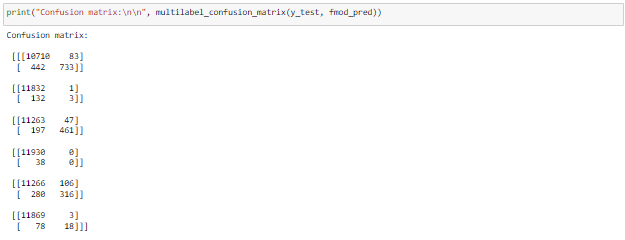 print("Confusion matrix:\n\n", multilabel_confusion_matrix(y_test, fmod_pred))
Confusion matrix:
[[[10710 83]
[ 442 733]]
[[11832 1]
[ 132 3]]
[[11263 47]
[ 197 461]]
[[11930 0]
[ 38 0]]
[[11266 106]
[ 280 316]]
[[11869 3]
[ 78 18]]]